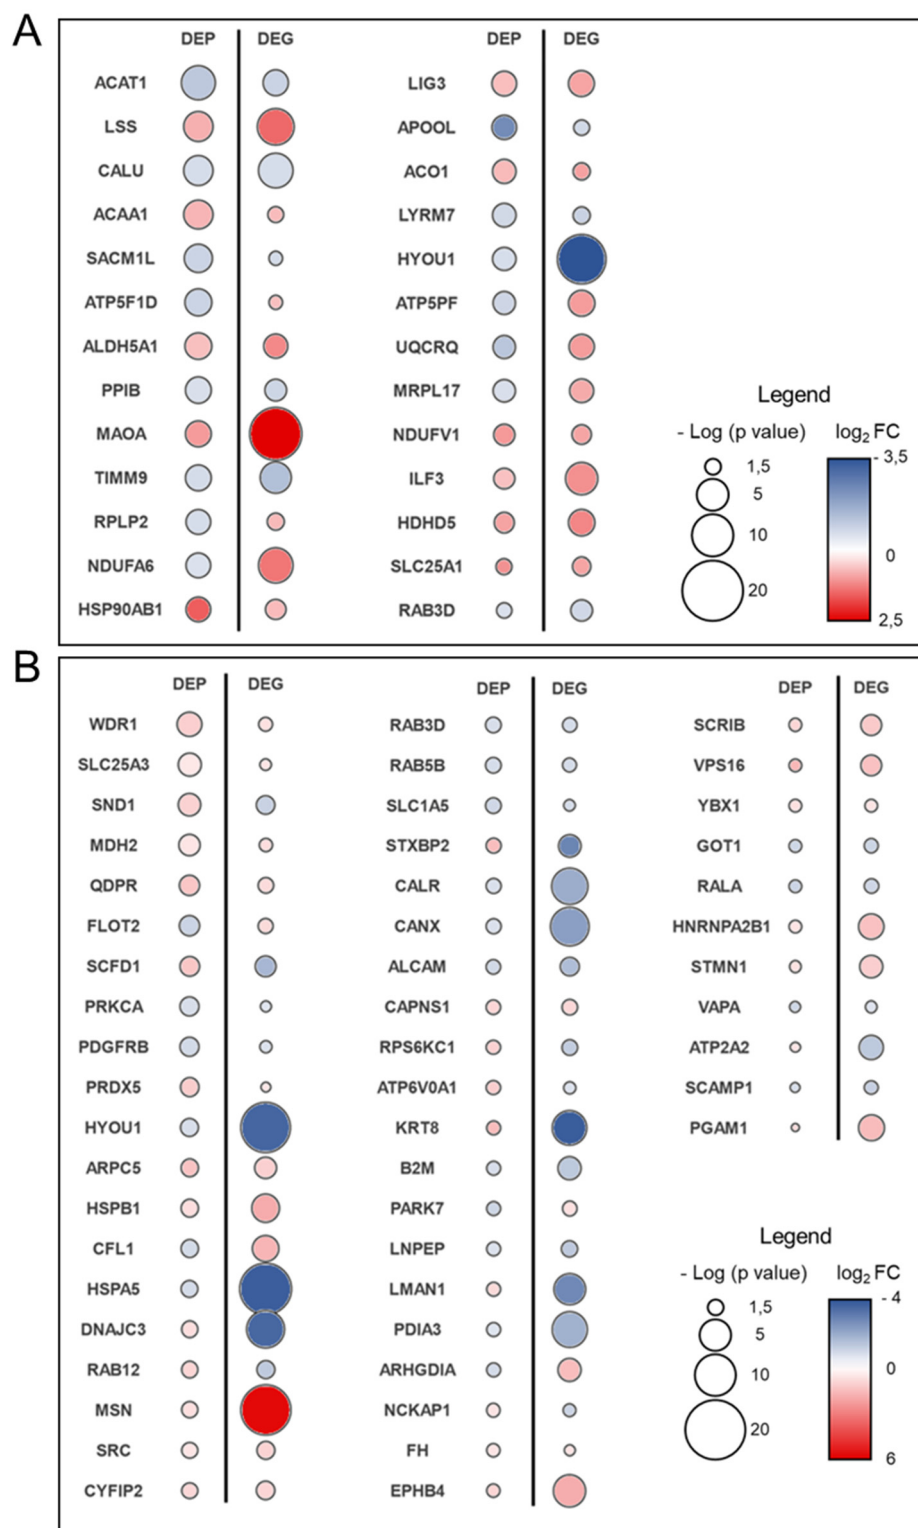 A
DEP DEG DEP DEG
ACAT1 LIG3
LSS APOOL
CALU ACO1
ACAA1 LYRM7
SACM1L HYOU1
ATP5F1D ATP5PF
ALDH5A1 UQCRQ
PPIB MRPL17
MAOA NDUFV1
TIMM9 ILF3
RPLP2 HDHD5
NDUFA6 SLC25A1
HSP90AB1 RAB3D
Legend
- Log (p value) log2 FC
1,5 - 3,5
5
10 0
20 2,5
B
DEP DEG DEP DEG DEP DEG
WDR1 RAB3D SCRIB
SLC25A3 RAB5B VPS16
SND1 SLC1A5 YBX1
MDH2 STXBP2 GOT1
QDPR CALR RALA
FLOT2 CANX HNRNPA2B1
SCFD1 ALCAM STMN1
PRKCA CAPNS1 VAPA
PDGFRB RPS6KC1 ATP2A2
PRDX5 ATP6V0A1 SCAMP1
HYOU1 KRT8 PGAM1
ARPC5 B2M
HSPB1 PARK7
CFL1 LNPEP
HSPA5 LMAN1
DNAJC3 PDIA3
RAB12 ARHGDIA
MSN NCKAP1
SRC FH
CYFIP2 EPHB4
Legend
- Log (p value) log2 FC
1,5 - 4
5
10 0
20 6